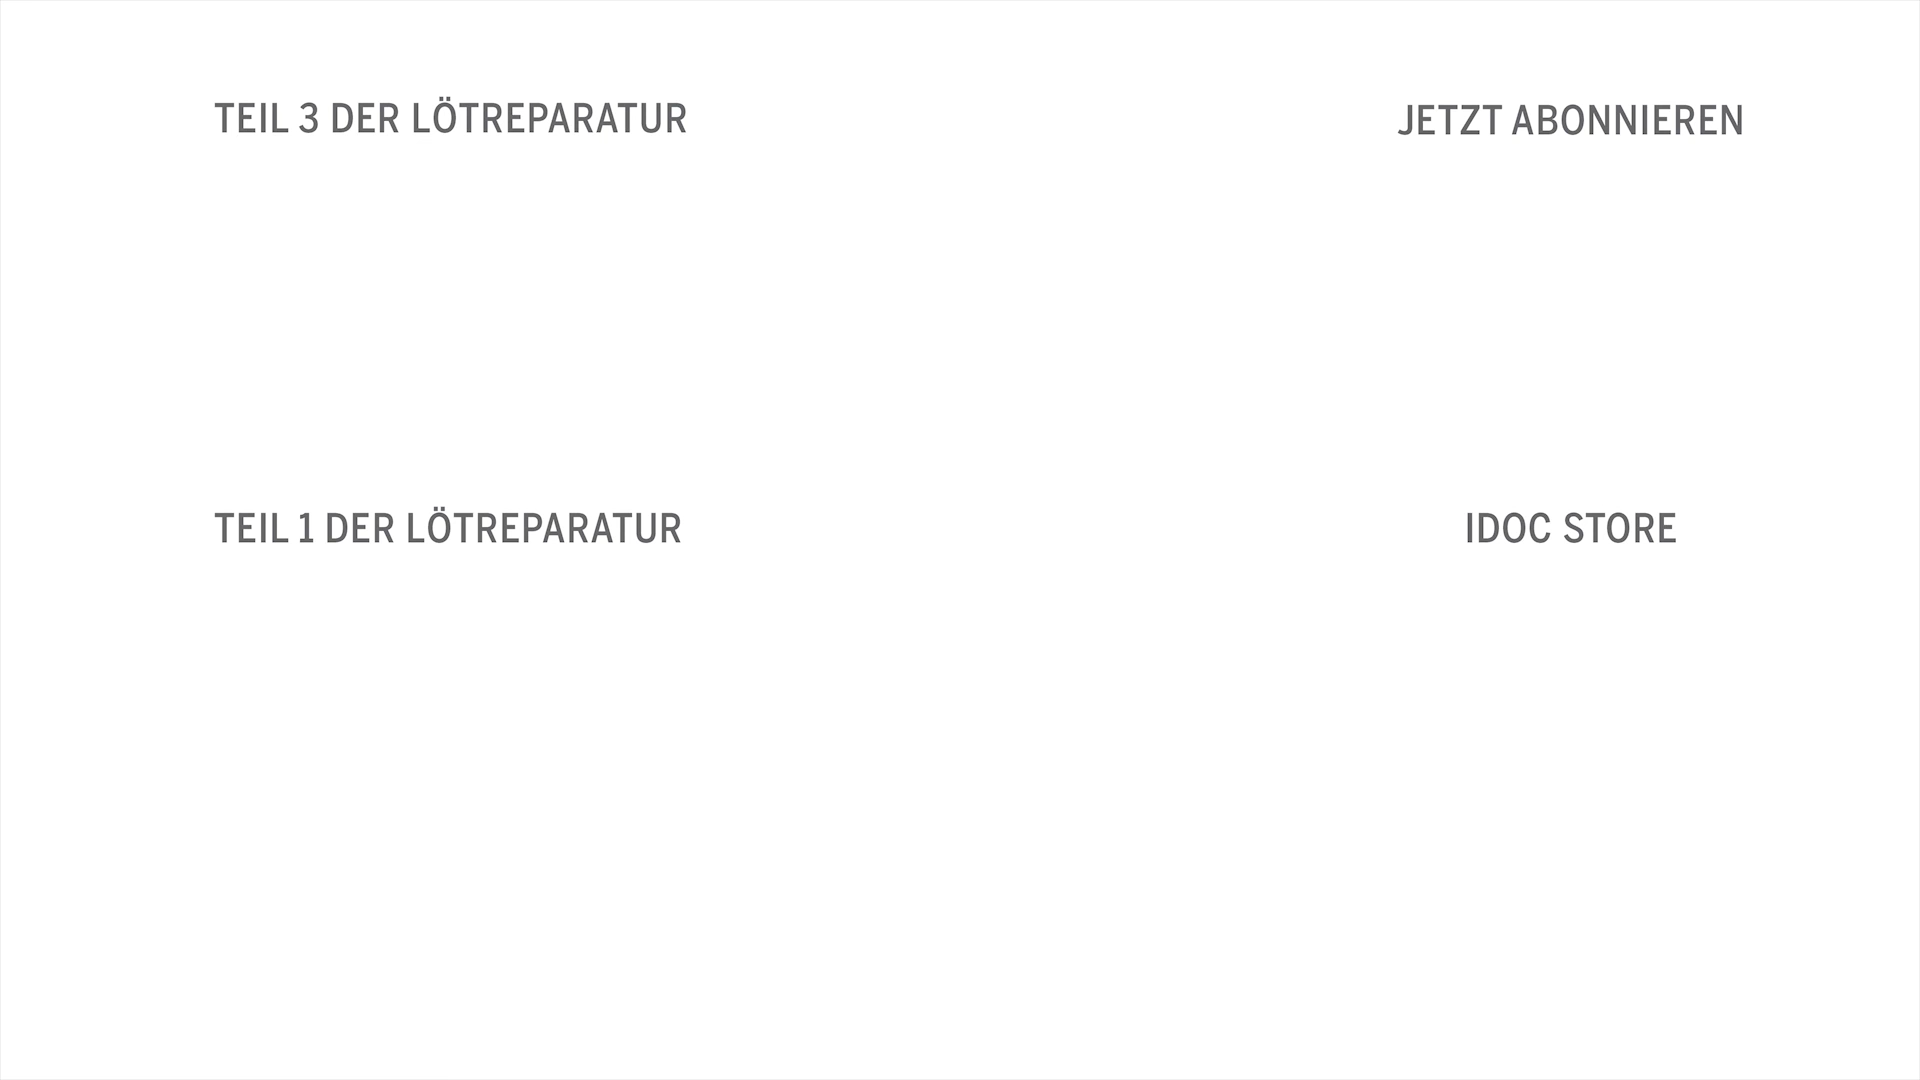 TEIL 3 DER LÖTREPARATUR
JETZT ABONNIEREN
TEIL 1 DER LÖTREPARATUR
IDOC STORE